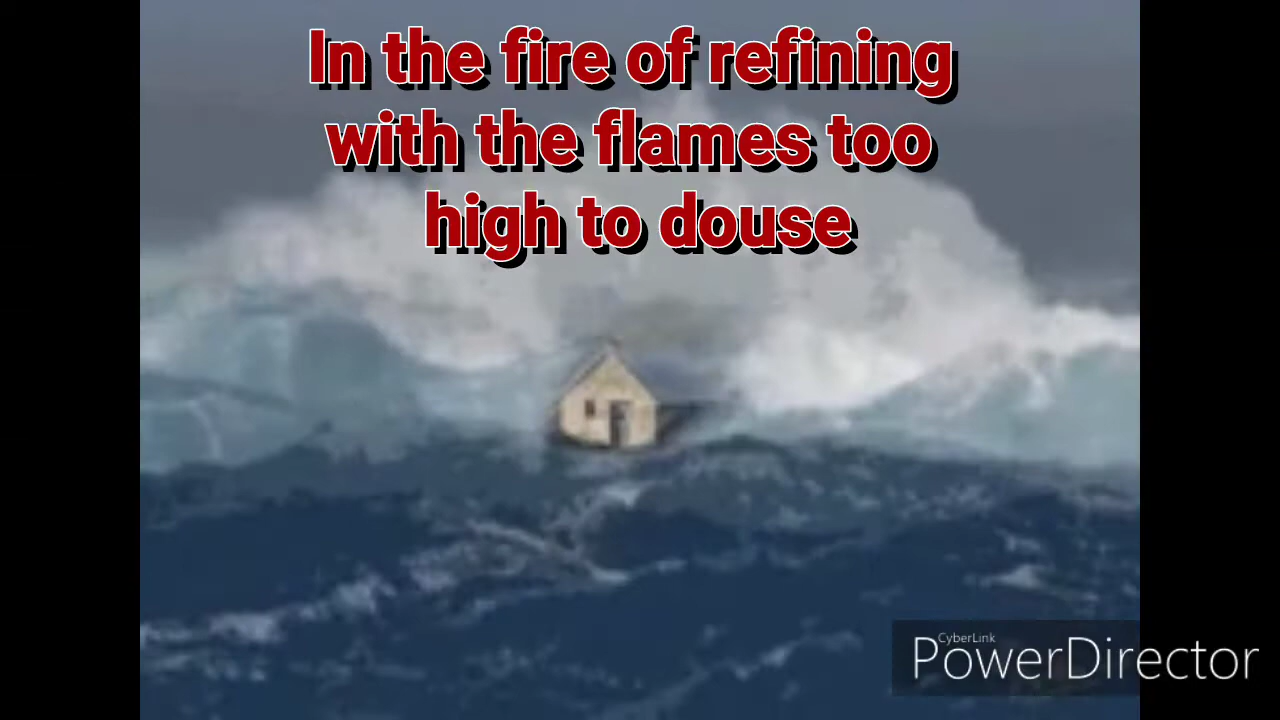 In the fire of refining
with the flames too
high to douse
CyberLink
PowerDirector